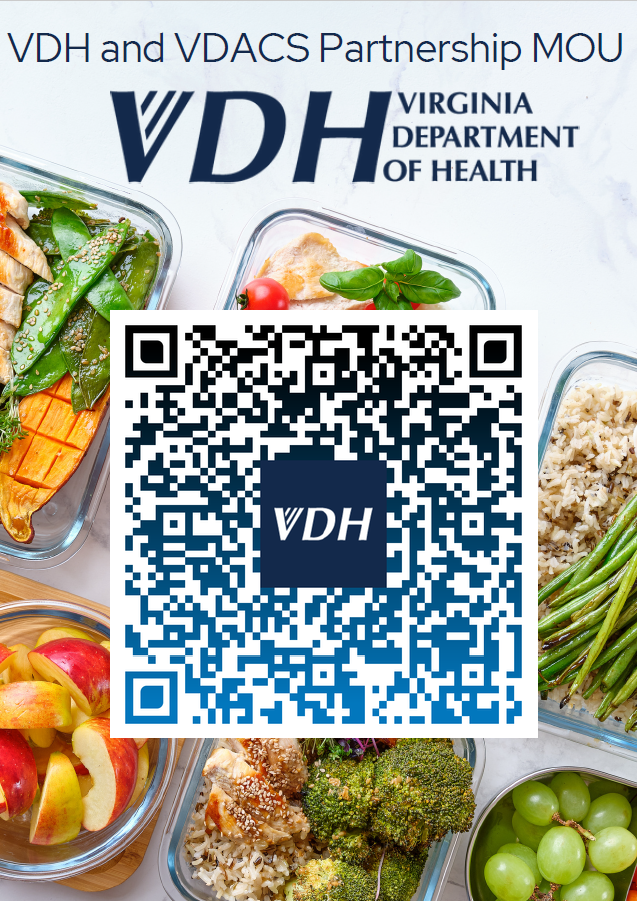 VDH and VDACS Partnership MOU
VDH VIRGINIA
DEPARTMENT
OF HEALTH
VDH